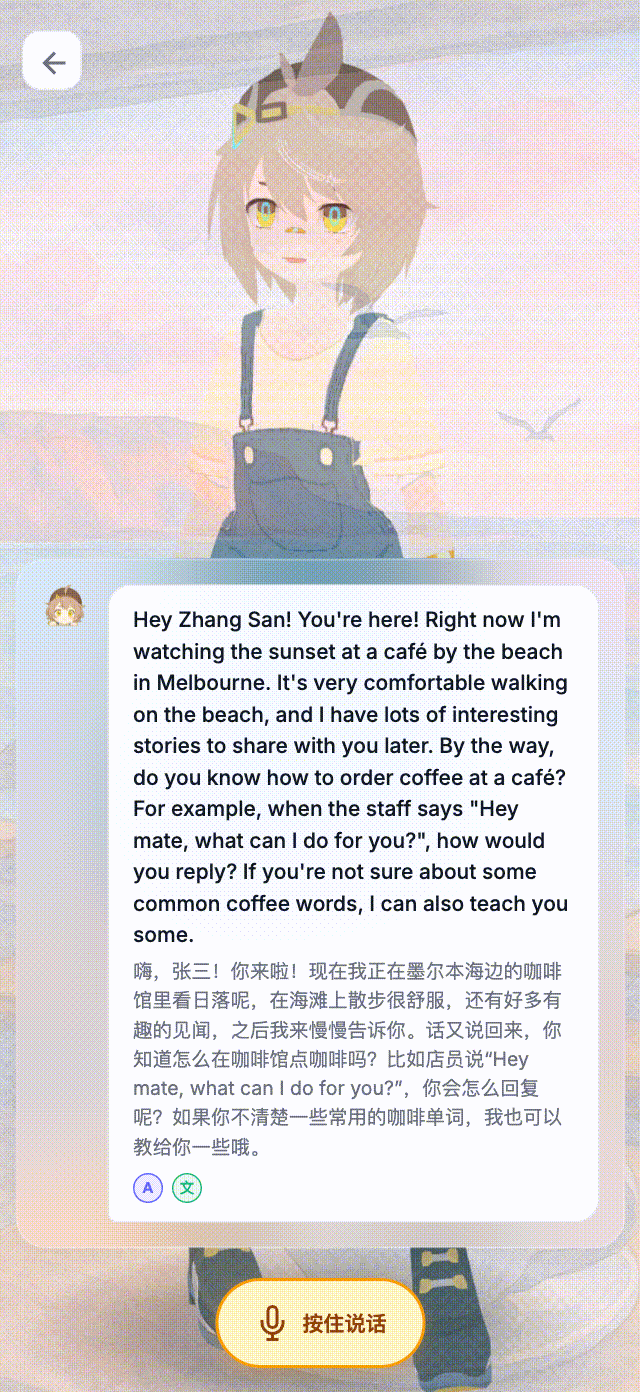 Hey Zhang San! You're here! Right now I'm
watching the sunset at a café by the beach
in Melbourne. It's very comfortable walking
on the beach, and I have lots of interesting
stories to share with you later. By the way,
do you know how to order coffee at a café?
For example, when the staff says "Hey
mate, what can I do for you?", how would
you reply? If you're not sure about some
common coffee words, I can also teach you
some.
嗨，张三！你来啦！现在我正在墨尔本海边的咖啡
馆里看日落呢，在海滩上散步很舒服，还有好多有
趣的见闻，之后我来慢慢告诉你。话又说回来，你
知道怎么在咖啡馆点咖啡吗？比如店员说“Hey
mate, what can I do for you?”，你会怎么回复
呢？如果你不清楚一些常用的咖啡单词，我也可以
教给你一些哦。
A 文
按住说话